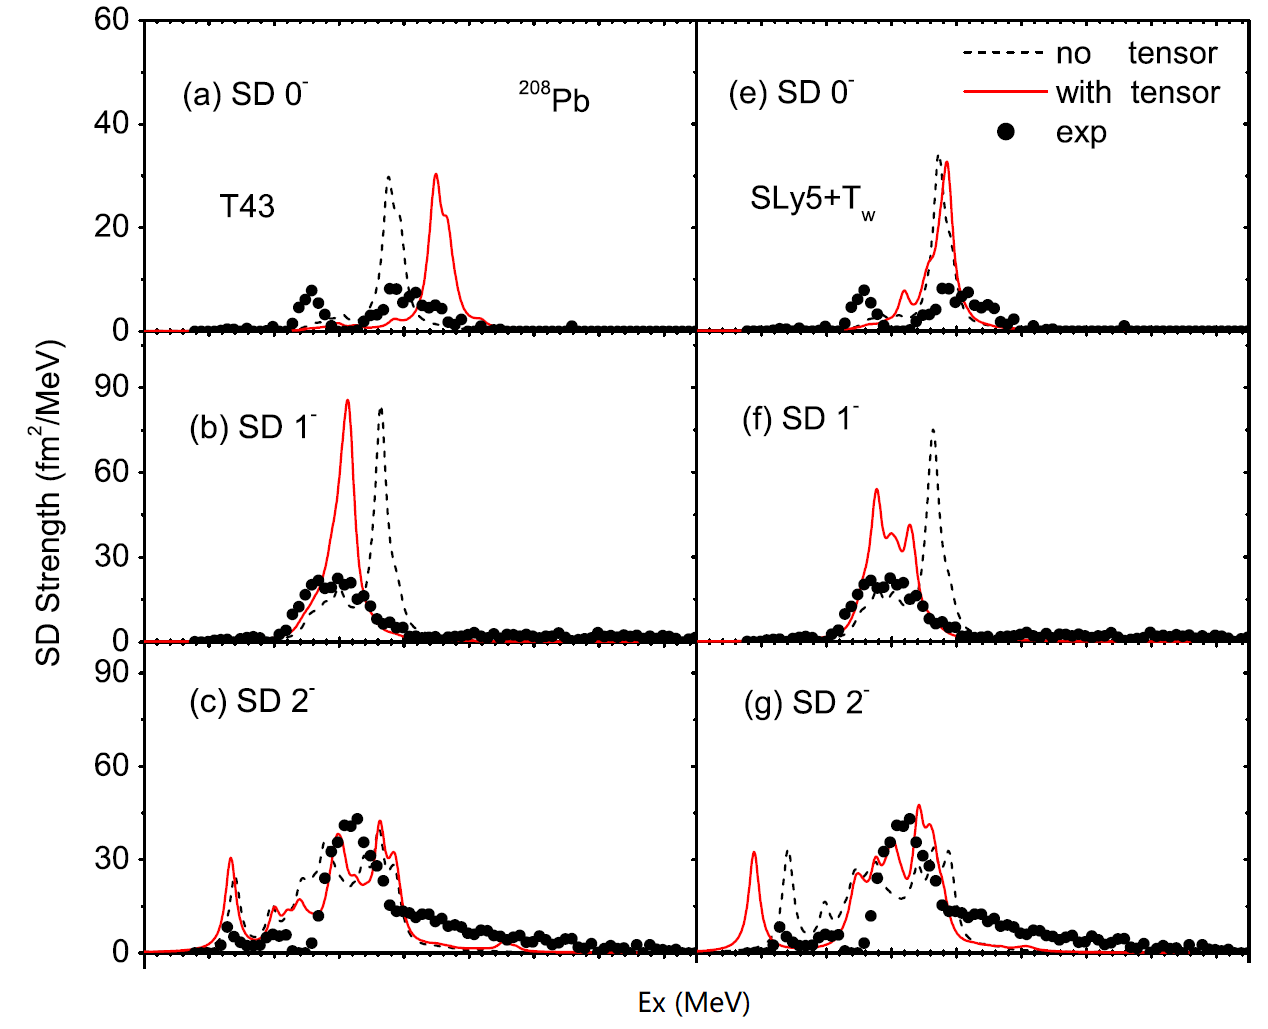 60
40
20
0
90
60
30
0
90
60
30
0
SD Strength (fm²/MeV)
(a) SD 0⁻
²⁰⁸Pb
T43
(e) SD 0⁻
no tensor
with tensor
exp
SLy5+T_w
(b) SD 1⁻
(f) SD 1⁻
(c) SD 2⁻
(g) SD 2⁻
Ex (MeV)